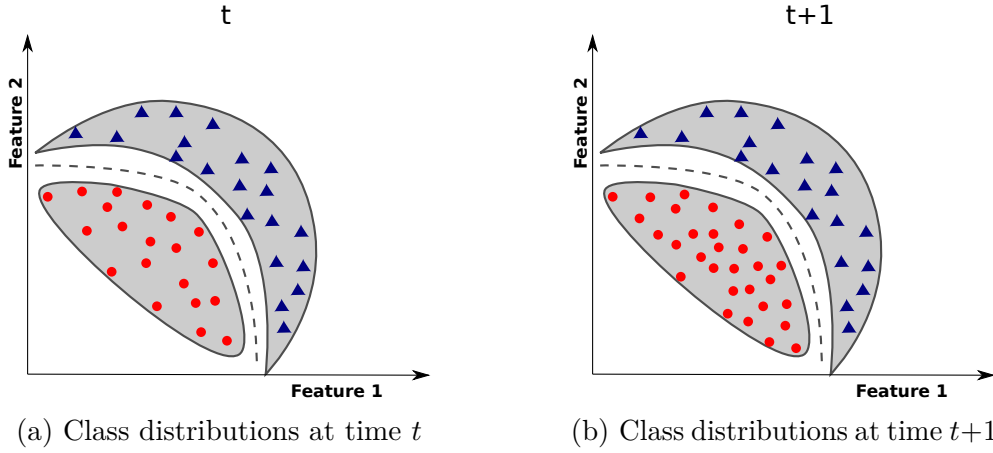 t
Feature 2
Feature 1
(a) Class distributions at time t
t+1
Feature 2
Feature 1
(b) Class distributions at time t+1